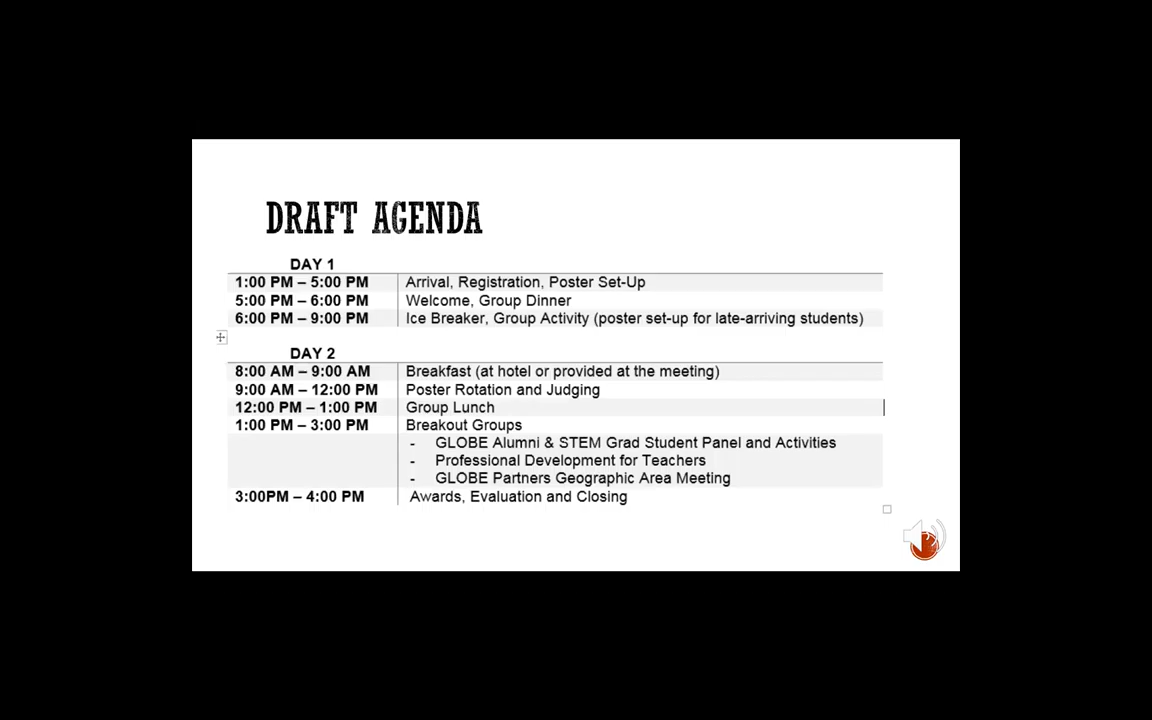 DRAFT AGENDA
DAY 1
1:00 PM – 5:00 PM Arrival, Registration, Poster Set-Up
5:00 PM – 6:00 PM Welcome, Group Dinner
6:00 PM – 9:00 PM Ice Breaker, Group Activity (poster set-up for late-arriving students)
DAY 2
8:00 AM – 9:00 AM Breakfast (at hotel or provided at the meeting)
9:00 AM – 12:00 PM Poster Rotation and Judging
12:00 PM – 1:00 PM Group Lunch
1:00 PM – 3:00 PM Breakout Groups
- GLOBE Alumni & STEM Grad Student Panel and Activities
- Professional Development for Teachers
- GLOBE Partners Geographic Area Meeting
3:00PM – 4:00 PM Awards, Evaluation and Closing